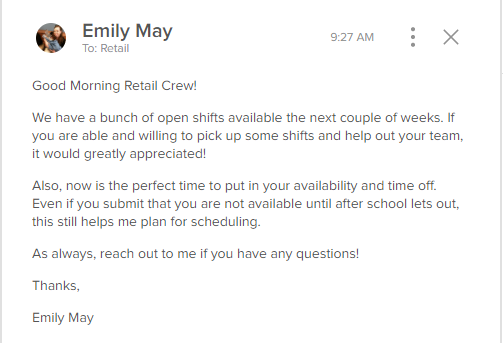 Emily May
9:27 AM
To: Retail
Good Morning Retail Crew!
We have a bunch of open shifts available the next couple of weeks. If
you are able and willing to pick up some shifts and help out your team,
it would greatly appreciated!
Also, now is the perfect time to put in your availability and time off.
Even if you submit that you are not available until after school lets out,
this still helps me plan for scheduling.
As always, reach out to me if you have any questions!
Thanks,
Emily May